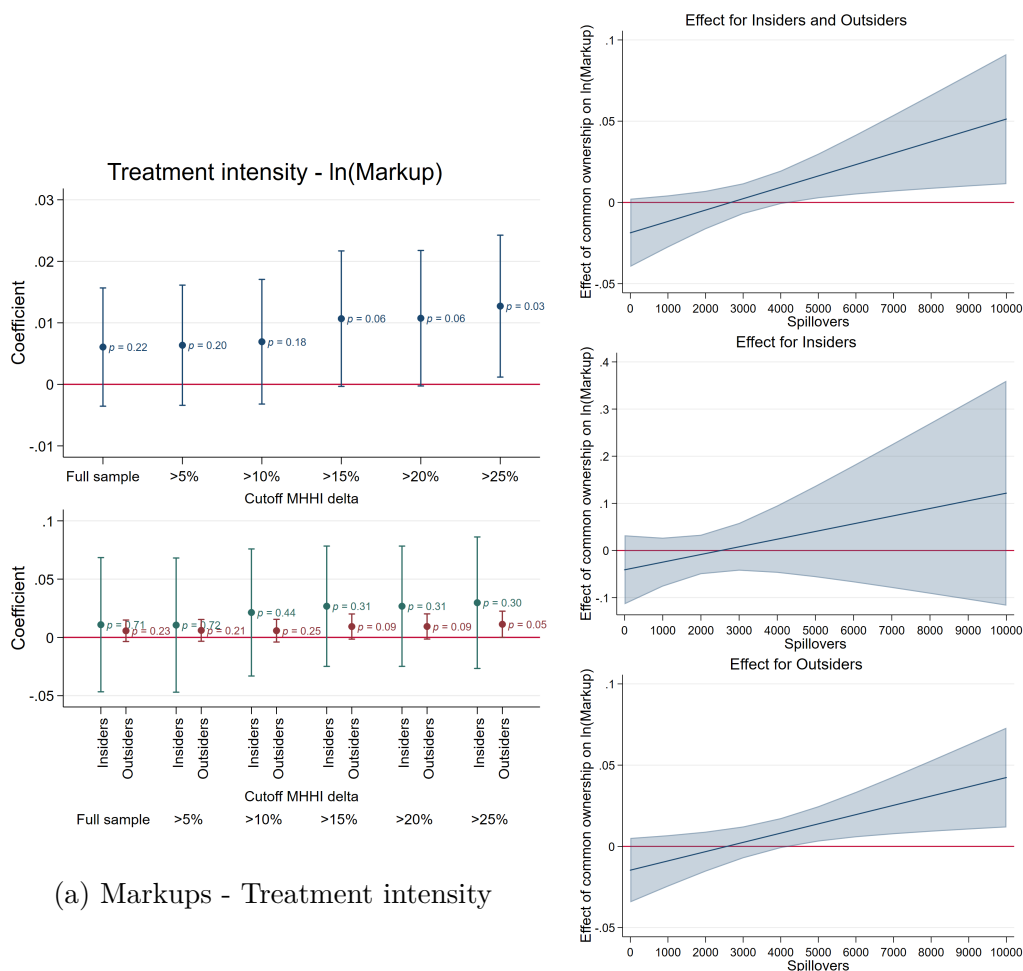 Treatment intensity - ln(Markup)
Coefficient
.03
.02
.01
0
-.01
p = 0.22
p = 0.20
p = 0.18
p = 0.06
p = 0.06
p = 0.03
Full sample >5% >10% >15% >20% >25%
Cutoff MHHI delta
Coefficient
.1
.05
0
-.05
p = 0.71
p = 0.23
p = 0.72
p = 0.21
p = 0.44
p = 0.25
p = 0.31
p = 0.09
p = 0.31
p = 0.09
p = 0.30
p = 0.05
Insiders Outsiders Insiders Outsiders Insiders Outsiders Insiders Outsiders Insiders Outsiders Insiders Outsiders
Cutoff MHHI delta
Full sample >5% >10% >15% >20% >25%
(a) Markups - Treatment intensity
Effect for Insiders and Outsiders
Effect of common ownership on ln(Markup)
.1
.05
0
-.05
0 1000 2000 3000 4000 5000 6000 7000 8000 9000 10000
Spillovers
Effect for Insiders
Effect of common ownership on ln(Markup)
.4
.3
.2
.1
0
-.1
0 1000 2000 3000 4000 5000 6000 7000 8000 9000 10000
Spillovers
Effect for Outsiders
Effect of common ownership on ln(Markup)
.1
.05
0
-.05
0 1000 2000 3000 4000 5000 6000 7000 8000 9000 10000
Spillovers